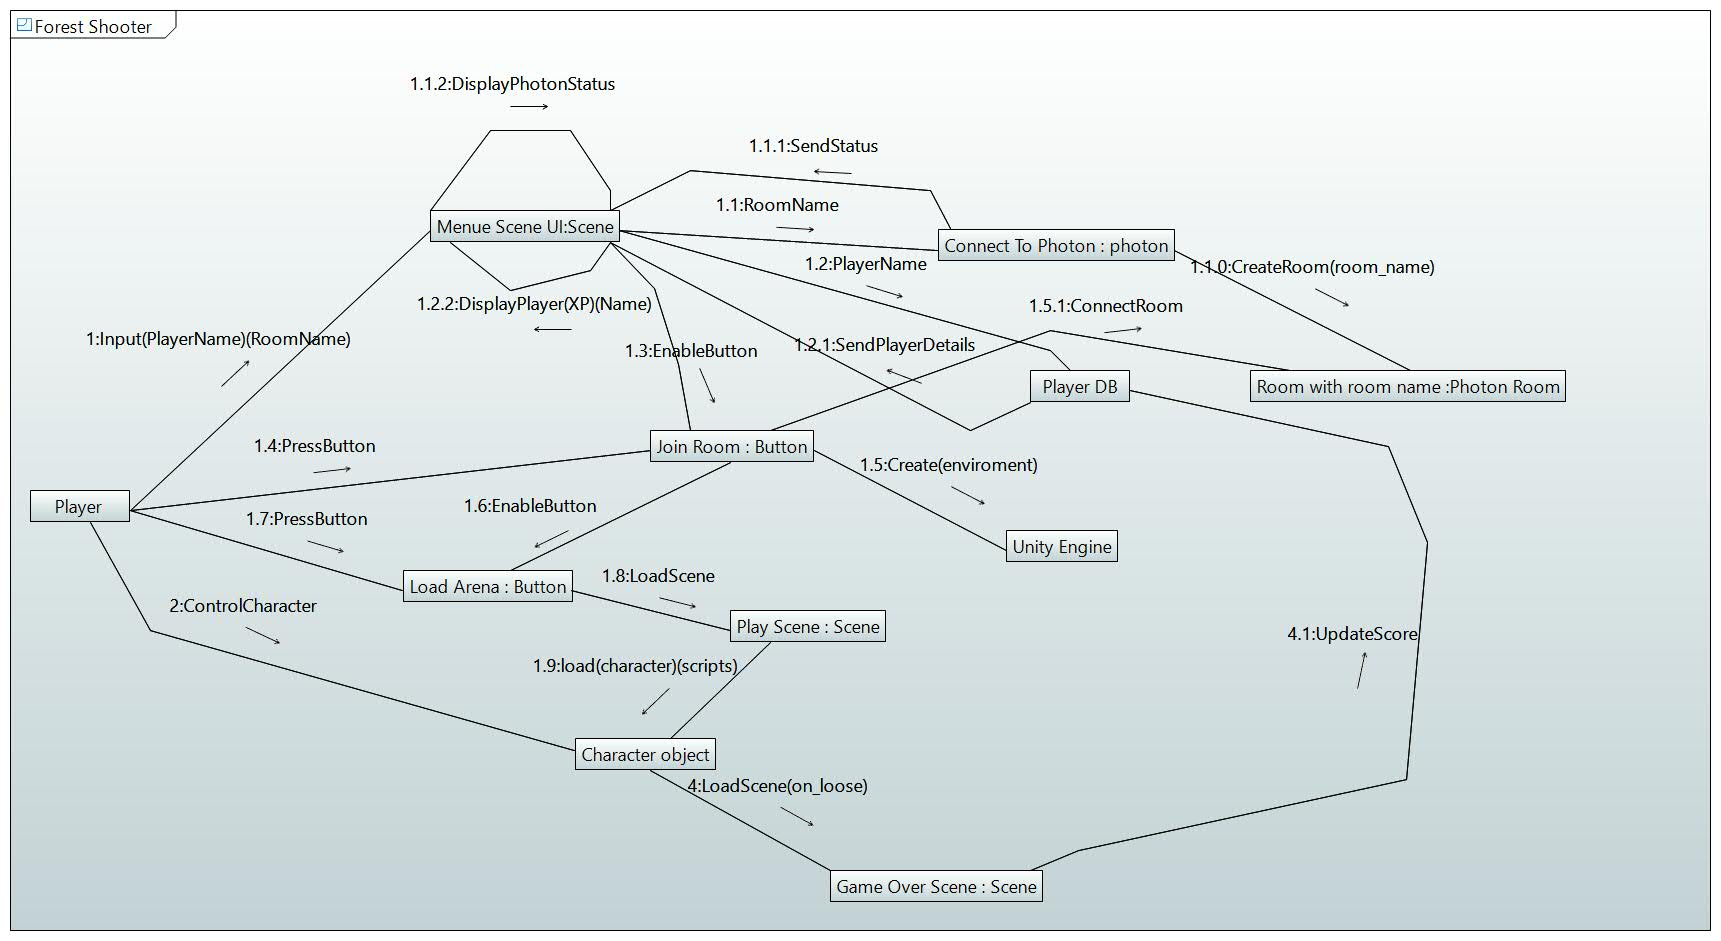 Forest Shooter
1.1.2:DisplayPhotonStatus
1.1.1:SendStatus
1.1:RoomName
Menue Scene UI:Scene
Connect To Photon : photon
1.2:PlayerName
1.1.0:CreateRoom(room_name)
1.2.2:DisplayPlayer(XP)(Name)
1.5.1:ConnectRoom
1:Input(PlayerName)(RoomName)
1.3:EnableButton
1.2.1:SendPlayerDetails
Player DB
Room with room name :Photon Room
1.4:PressButton
Join Room : Button
1.5:Create(enviroment)
Player
1.7:PressButton
1.6:EnableButton
Unity Engine
Load Arena : Button
1.8:LoadScene
2:ControlCharacter
Play Scene : Scene
4.1:UpdateScore
1.9:load(character)(scripts)
Character object
4:LoadScene(on_loose)
Game Over Scene : Scene